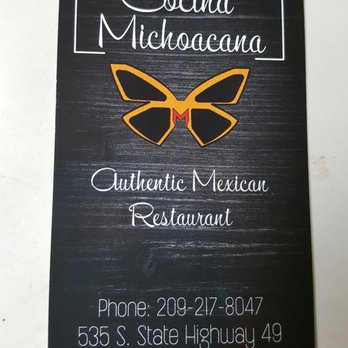 Cocina
Michoacana
M
Authentic Mexican
Restaurant
Phone: 209-217-8047
535 S. State Highway 49